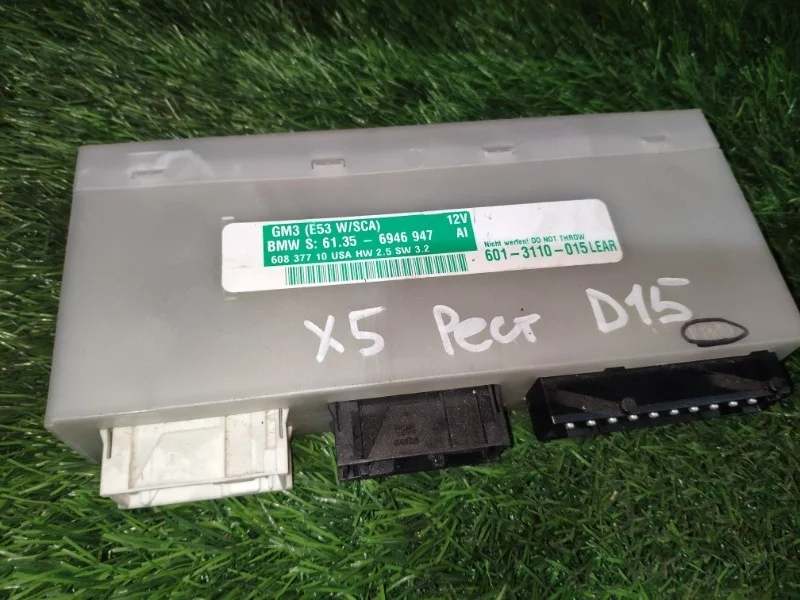 GM3 (E53 W/SCA) 12V
BMW S: 61.35 - 6946 947 AI
608 377 10 USA HW 2.5 SW 3.2
Nicht werfen! DO NOT THROW
601-3110-015 LEAR
X5 Рест D15